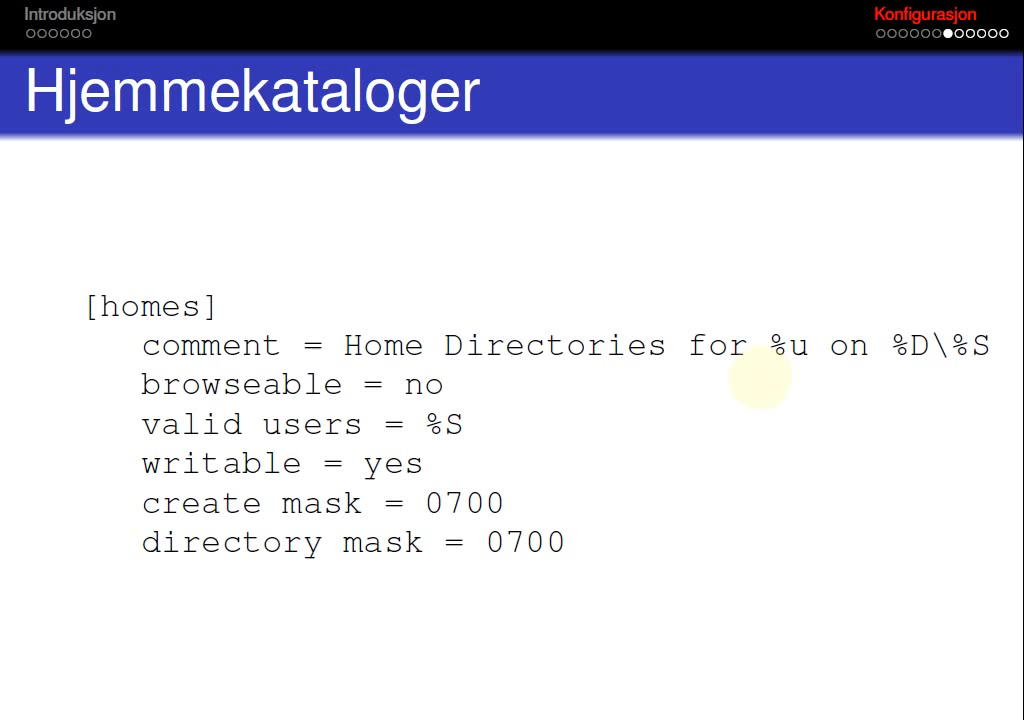 Introduksjon
Konfigurasjon
Hjemmekataloger
[homes]
comment = Home Directories for %u on %D\%S
browseable = no
valid users = %S
writable = yes
create mask = 0700
directory mask = 0700